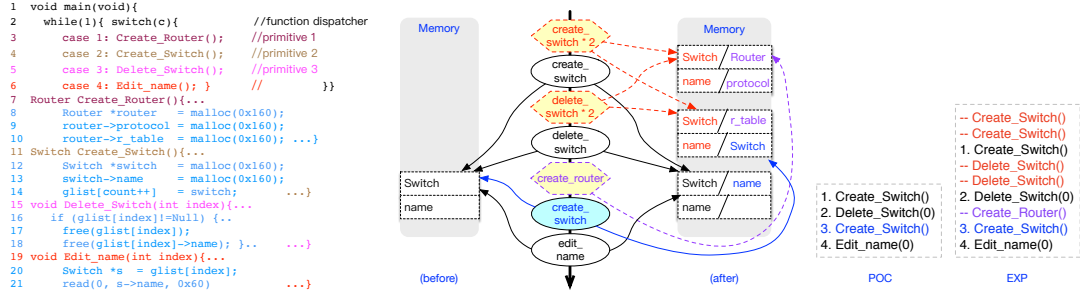 1 void main(void){
2 while(1){ switch(c){ //function dispatcher
3 case 1: Create_Router(); //primitive 1
4 case 2: Create_Switch(); //primitive 2
5 case 3: Delete_Switch(); //primitive 3
6 case 4: Edit_name(); } // }}
7 Router Create_Router(){...
8 Router *router = malloc(0x160);
9 router->protocol = malloc(0x160);
10 router->r_table = malloc(0x160); ...}
11 Switch Create_Switch(){...
12 Switch *switch = malloc(0x160);
13 switch->name = malloc(0x160);
14 glist[count++] = switch; ...}
15 void Delete_Switch(int index){...
16 if (glist[index]!=Null) {..
17 free(glist[index]);
18 free(glist[index]->name); }.. ...}
19 void Edit_name(int index){...
20 Switch *s = glist[index];
21 read(0, s->name, 0x60) ...}
Memory
Switch
name
(before)
create_
switch * 2
create_
switch
delete_
switch * 2
delete_
switch
create_router
create_
switch
edit_
name
Memory
Switch / Router
name / protocol
Switch / r_table
name / Switch
Switch / name
name
(after)
1. Create_Switch()
2. Delete_Switch(0)
3. Create_Switch()
4. Edit_name(0)
POC
-- Create_Switch()
-- Create_Switch()
1. Create_Switch()
-- Delete_Switch()
-- Delete_Switch()
2. Delete_Switch(0)
-- Create_Router()
3. Create_Switch()
4. Edit_name(0)
EXP